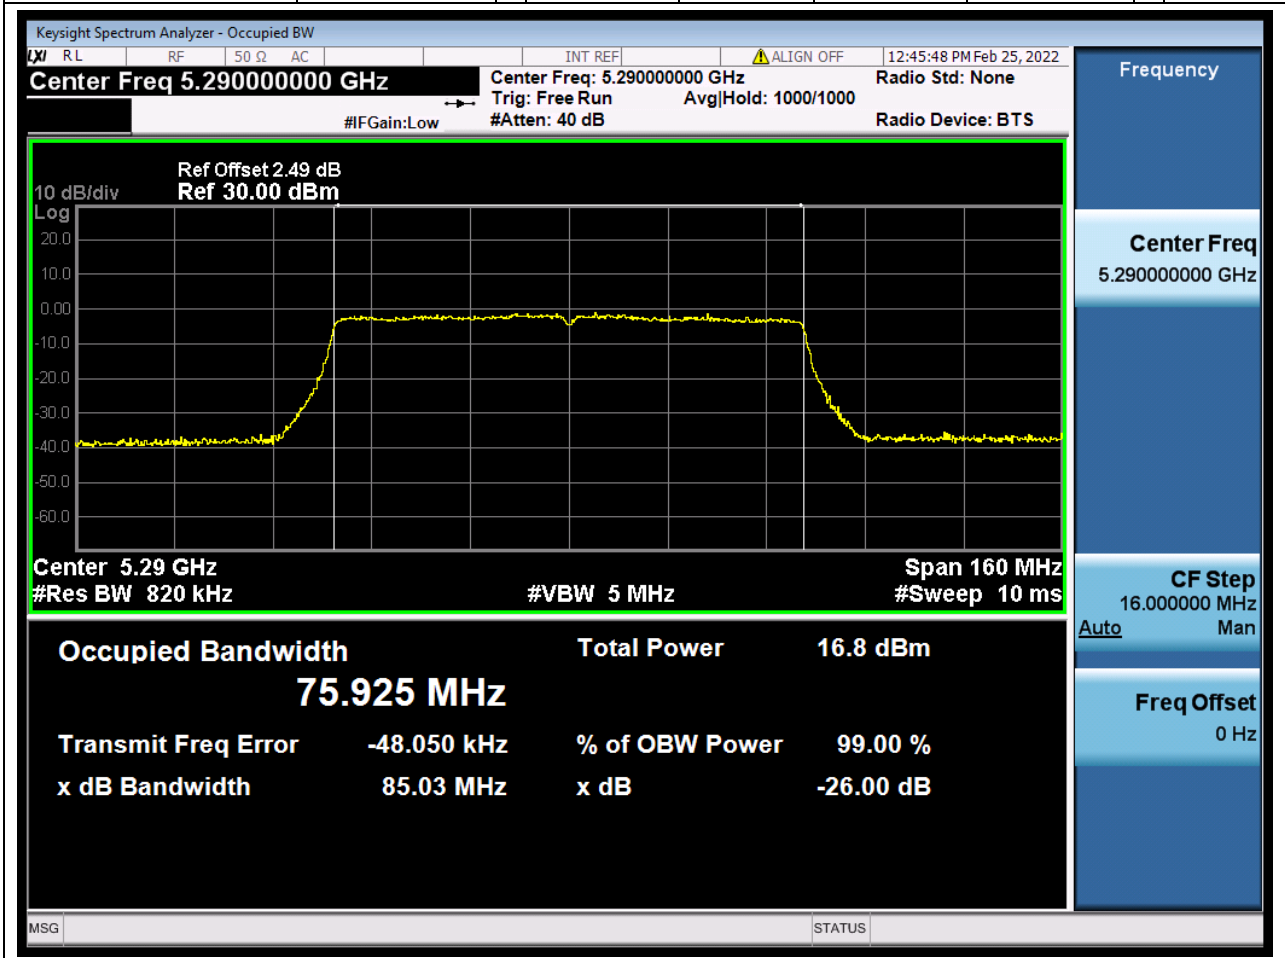 Keysight Spectrum Analyzer - Occupied BW
LXI RL RF 50 Ω AC INT REF ALIGN OFF 12:45:48 PM Feb 25, 2022
Center Freq 5.290000000 GHz
Center Freq: 5.290000000 GHz
Radio Std: None
Trig: Free Run Avg|Hold: 1000/1000
#IFGain:Low #Atten: 40 dB Radio Device: BTS
Ref Offset 2.49 dB
10 dB/div Ref 30.00 dBm
Log
20.0
10.0
0.00
-10.0
-20.0
-30.0
-40.0
-50.0
-60.0
Center 5.29 GHz Span 160 MHz
#Res BW 820 kHz #VBW 5 MHz #Sweep 10 ms
Occupied Bandwidth Total Power 16.8 dBm
75.925 MHz
Transmit Freq Error -48.050 kHz % of OBW Power 99.00 %
x dB Bandwidth 85.03 MHz x dB -26.00 dB
Frequency
Center Freq
5.290000000 GHz
CF Step
16.000000 MHz
Auto Man
Freq Offset
0 Hz
MSG STATUS